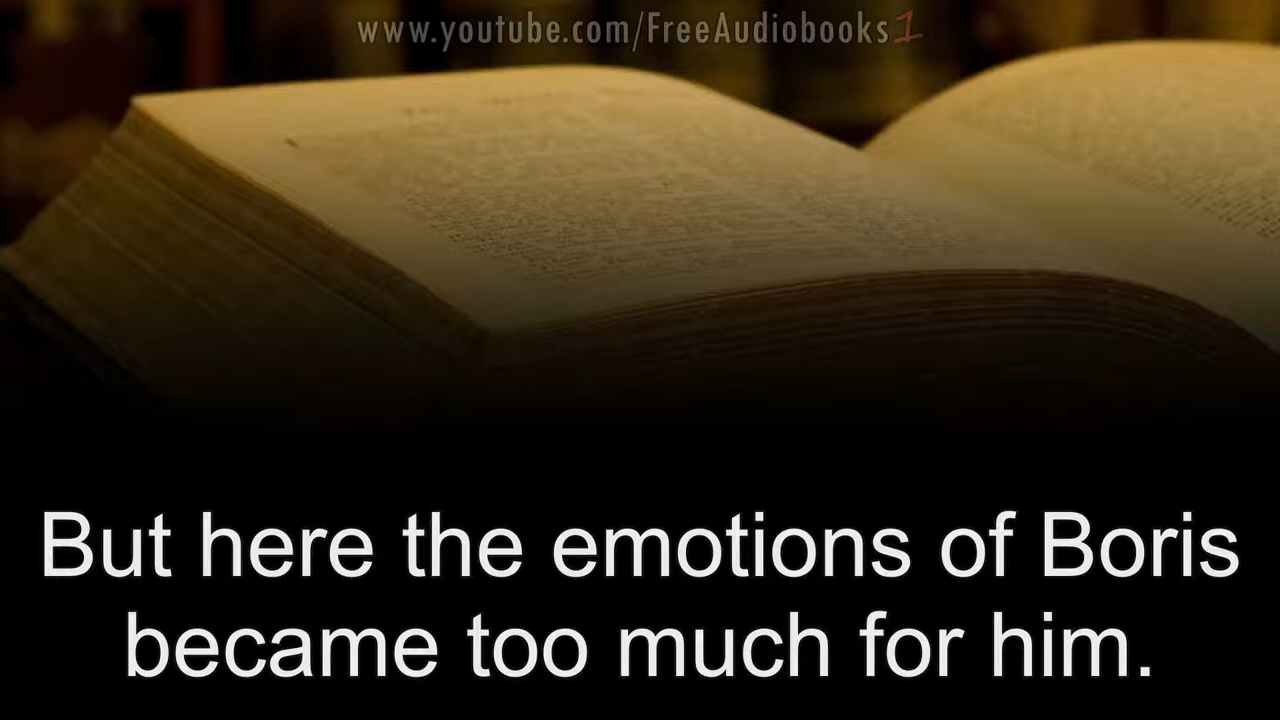 www.youtube.com/FreeAudiobooks1
But here the emotions of Boris
became too much for him.